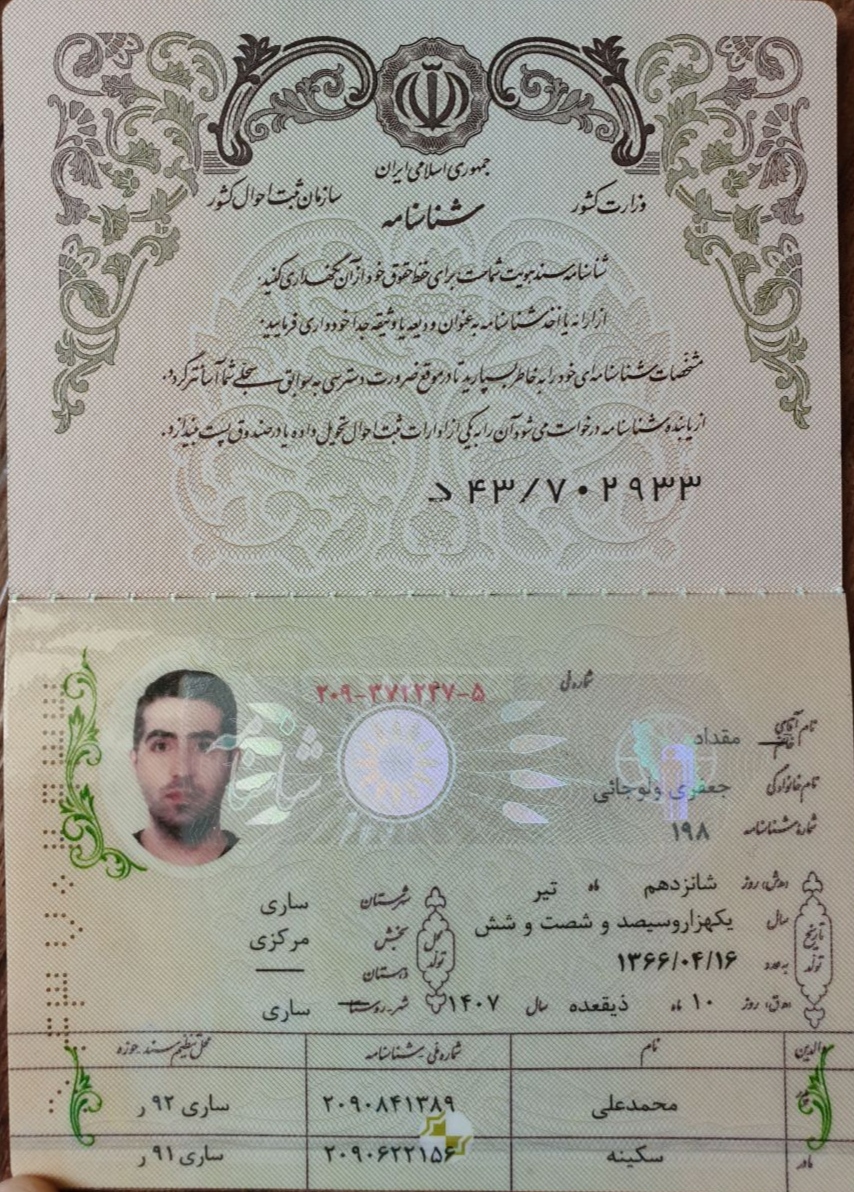 جمهوری اسلامی ایران
وزارت کشور
سازمان ثبت احوال کشور
شناسنامه
شناسنامه سند هویت شماست برای حفظ حقوق خود از آن نگهداری کنید.
از ارائه یا اخذ شناسنامه به عنوان ودیعه یا وثیقه جداً خودداری فرمایید.
مشخصات شناسنامه‌ای خود را به خاطر بسپارید تا در موقع ضرورت دسترسی به سوابق سجلی شما آسانتر گردد.
از یابنده شناسنامه درخواست می‌شود آن را به یکی از ادارات ثبت احوال تحویل داده یا در صندوق پست بیندازد.
د ۴۳/۷۰۲۹۳۳
شماره ملی ۲۰۹-۳۷۱۲۴۷-۵
نام آقای خانم مقداد
نام خانوادگی جعفری ولوجائی
شماره شناسنامه ۱۹۸
تاریخ تولد
(ه.ش) روز شانزدهم ماه تیر
سال یکهزاروسیصد و شصت و شش
به عدد ۱۳۶۶/۰۴/۱۶
(ه.ق) روز ۱۰ ماه ذیقعده سال ۱۴۰۷
محل تولد
شهرستان ساری
بخش مرکزی
دهستان ——
شهر-روستا ساری
والدین نام شماره ملی شناسنامه محل تنظیم سند حوزه
پدر محمدعلی ۲۰۹۰۸۴۱۳۸۹ ساری ۹۲ ر
مادر سکینه ۲۰۹۰۶۲۲۱۵۶ ساری ۹۱ ر